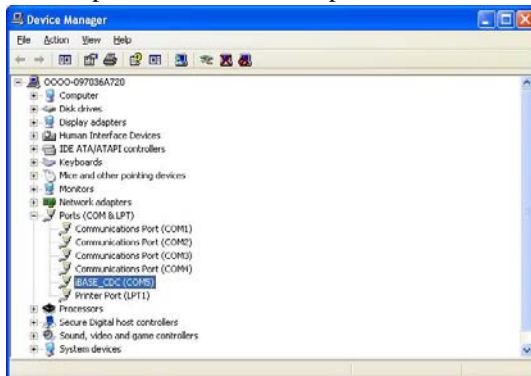 Device Manager
File Action View Help
OOOO-097036A720
Computer
Disk drives
Display adapters
Human Interface Devices
IDE ATA/ATAPI controllers
Keyboards
Mice and other pointing devices
Monitors
Network adapters
Ports (COM & LPT)
Communications Port (COM1)
Communications Port (COM2)
Communications Port (COM3)
Communications Port (COM4)
iBASE_CDC (COM5)
Printer Port (LPT1)
Processors
Secure Digital host controllers
Sound, video and game controllers
System devices